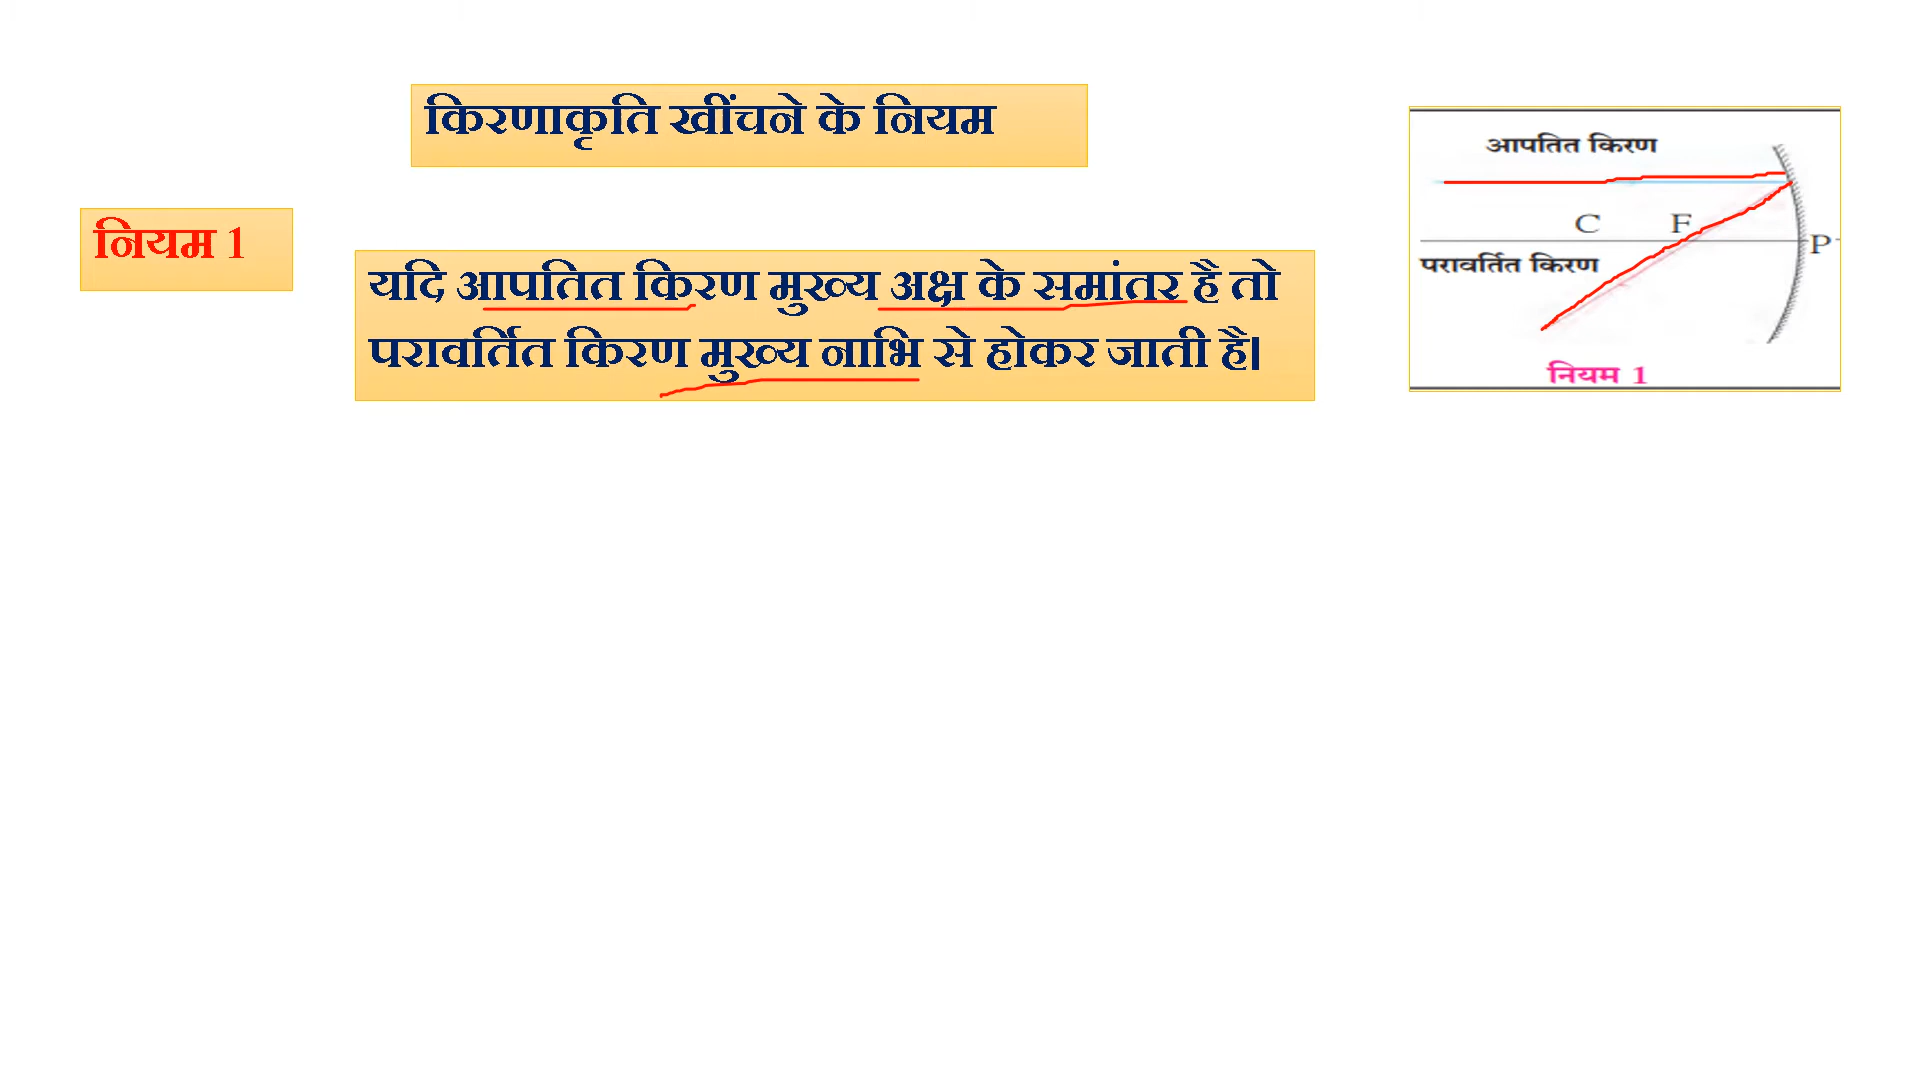 किरणाकृति खींचने के नियम
नियम 1
यदि आपतित किरण मुख्य अक्ष के समांतर है तो
परावर्तित किरण मुख्य नाभि से होकर जाती है।
आपतित किरण
C F
P
परावर्तित किरण
नियम 1